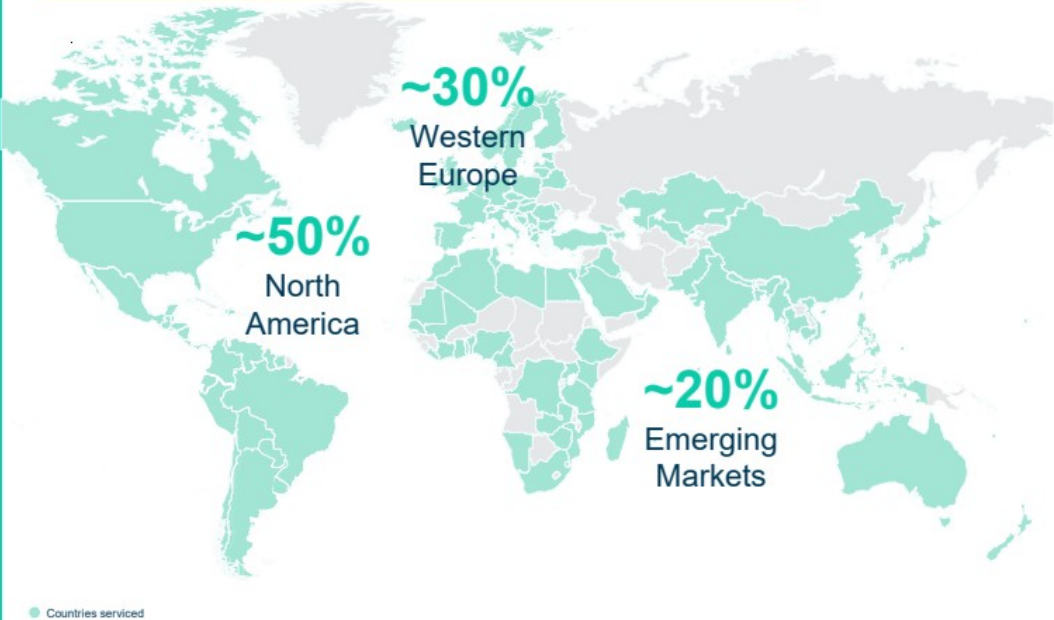 ~30%
Western
Europe
~50%
North
America
~20%
Emerging
Markets
Countries serviced